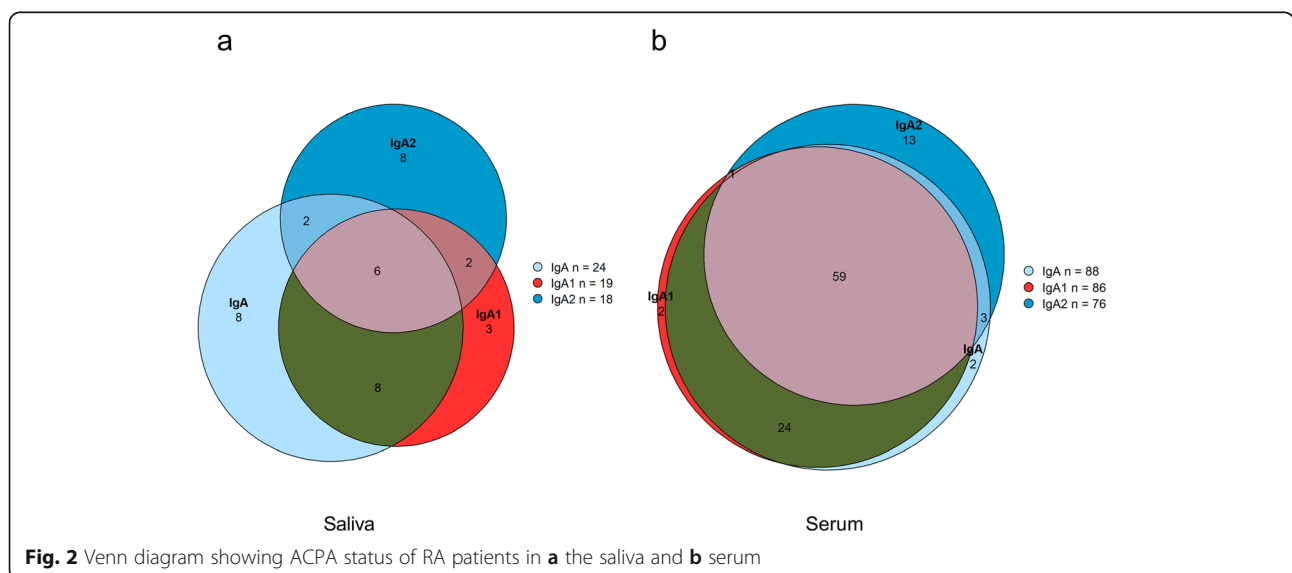 a
b
IgA2
8
2
6
2
IgA
8
IgA1
3
8
IgA n = 24
IgA1 n = 19
IgA2 n = 18
Saliva
IgA2
13
1
59
IgA1
2
3
IgA
2
24
IgA n = 88
IgA1 n = 86
IgA2 n = 76
Serum
Fig. 2 Venn diagram showing ACPA status of RA patients in a the saliva and b serum